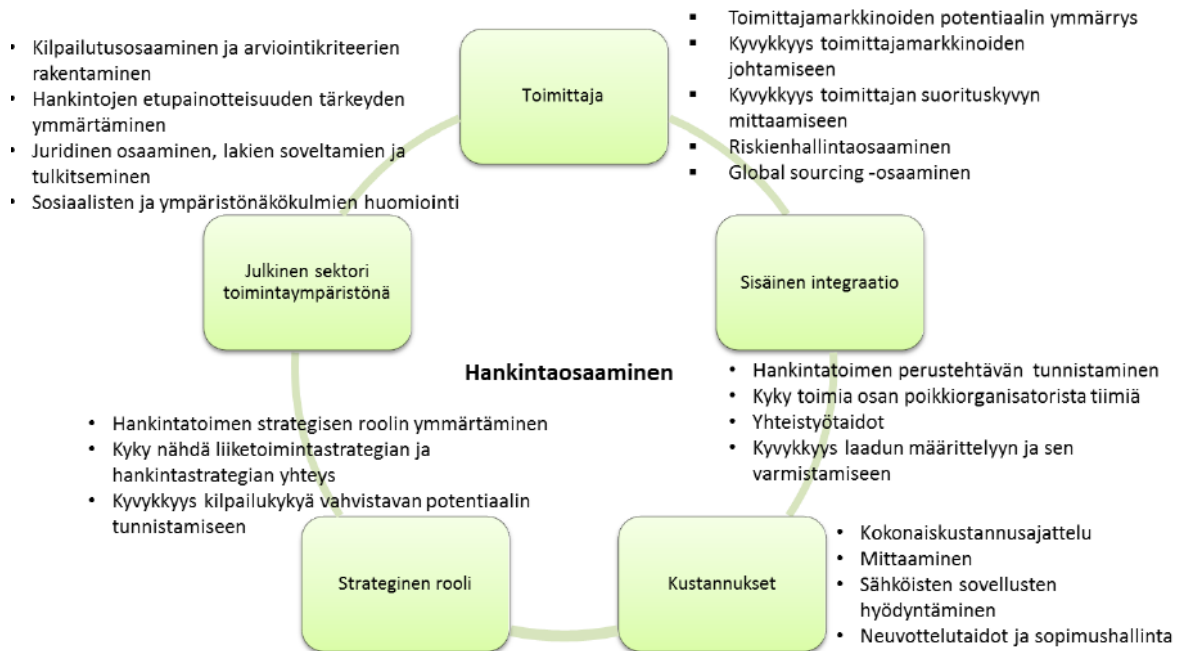 Toimittaja
▪ Toimittajamarkkinoiden potentiaalin ymmärrys
▪ Kyvykkyys toimittajamarkkinoiden
johtamiseen
▪ Kyvykkyys toimittajan suorituskyvyn
mittaamiseen
▪ Riskienhallintaosaaminen
▪ Global sourcing -osaaminen
• Kilpailutusosaaminen ja arviointikriteerien
rakentaminen
• Hankintojen etupainotteisuuden tärkeyden
ymmärtäminen
• Juridinen osaaminen, lakien soveltamien ja
tulkitseminen
• Sosiaalisten ja ympäristönäkökulmien huomiointi
Julkinen sektori
toimintaympäristönä
Sisäinen integraatio
Hankintaosaaminen
• Hankintatoimen perustehtävän tunnistaminen
• Kyky toimia osan poikkiorganisatorista tiimiä
• Yhteistyötaidot
• Kyvykkyys laadun määrittelyyn ja sen
varmistamiseen
• Hankintatoimen strategisen roolin ymmärtäminen
• Kyky nähdä liiketoimintastrategian ja
hankintastrategian yhteys
• Kyvykkyys kilpailukykyä vahvistavan potentiaalin
tunnistamiseen
Strateginen rooli
Kustannukset
• Kokonaiskustannusajattelu
• Mittaaminen
• Sähköisten sovellusten
hyödyntäminen
• Neuvottelutaidot ja sopimushallinta